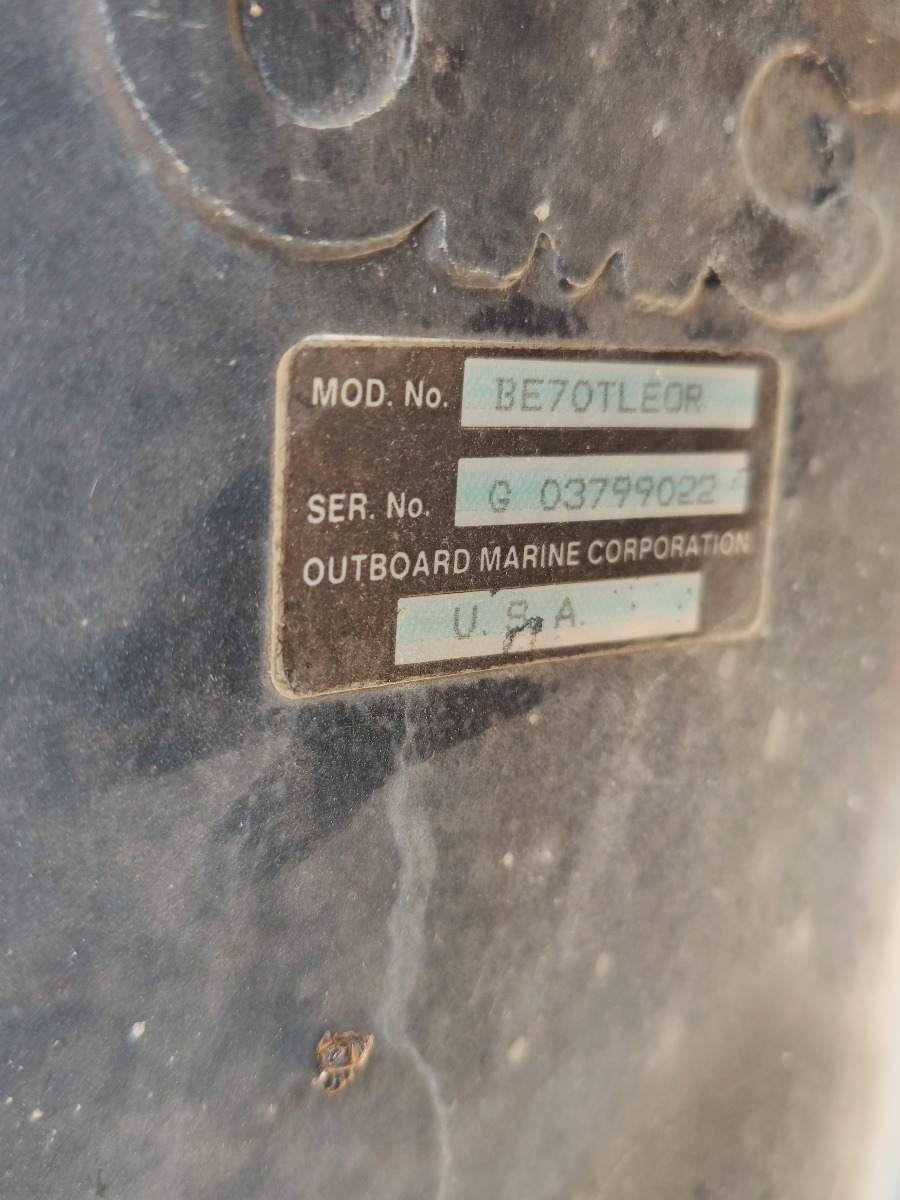 MOD. No. BE70TLEOR
SER. No. G 03799022
OUTBOARD MARINE CORPORATION
U.S.A.